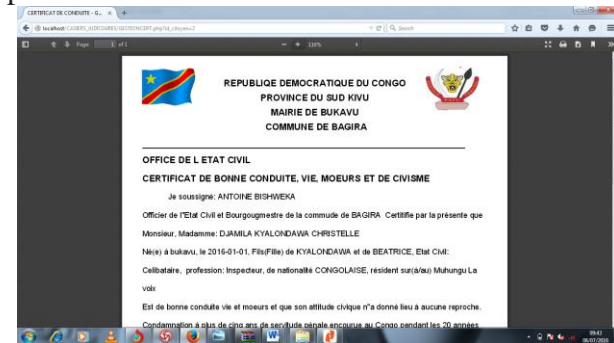 CERTIFICAT DE CONDUITE - G...
localhost/CASIERS_JUDICIAIRES/GESTIONCERT.php?id_citoyen=2
Search
Page 1 of 1
110%
REPUBLIQE DEMOCRATIQUE DU CONGO
PROVINCE DU SUD KIVU
MAIRIE DE BUKAVU
COMMUNE DE BAGIRA
OFFICE DE L ETAT CIVIL
CERTIFICAT DE BONNE CONDUITE, VIE, MOEURS ET DE CIVISME
Je soussigné: ANTOINE BISHWEKA
Officier de l"Etat Civil et Bourgougmestre de la commude de BAGIRA Certitifie par la présente que
Monsieur, Madamme: DJAMILA KYALONDAWA CHRISTELLE
Né(e) à bukavu, le 2016-01-01, Fils(Fille) de KYALONDAWA et de BEATRICE, Etat Civil:
Celibataire, profession: Inspecteur, de nationalité CONGOLAISE, résident sur(à/au) Muhungu La
voix
Est de bonne conduite vie et moeurs et que son attitude civique n"a donné lieu à aucune reproche.
Condamnation à plus de cinq ans de servitude pénale encourue au Congo pendant les 20 années
09:42